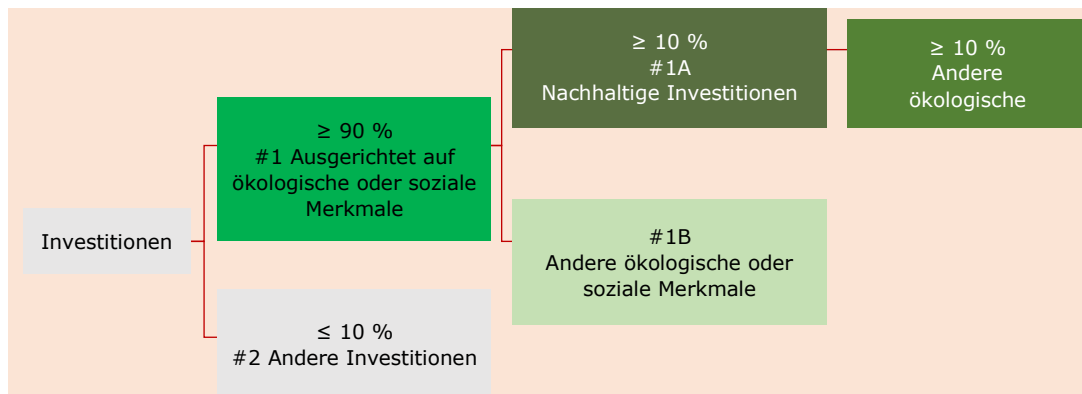 Investitionen
≥ 90 %
#1 Ausgerichtet auf
ökologische oder soziale
Merkmale
≤ 10 %
#2 Andere Investitionen
≥ 10 %
#1A
Nachhaltige Investitionen
#1B
Andere ökologische oder
soziale Merkmale
≥ 10 %
Andere
ökologische